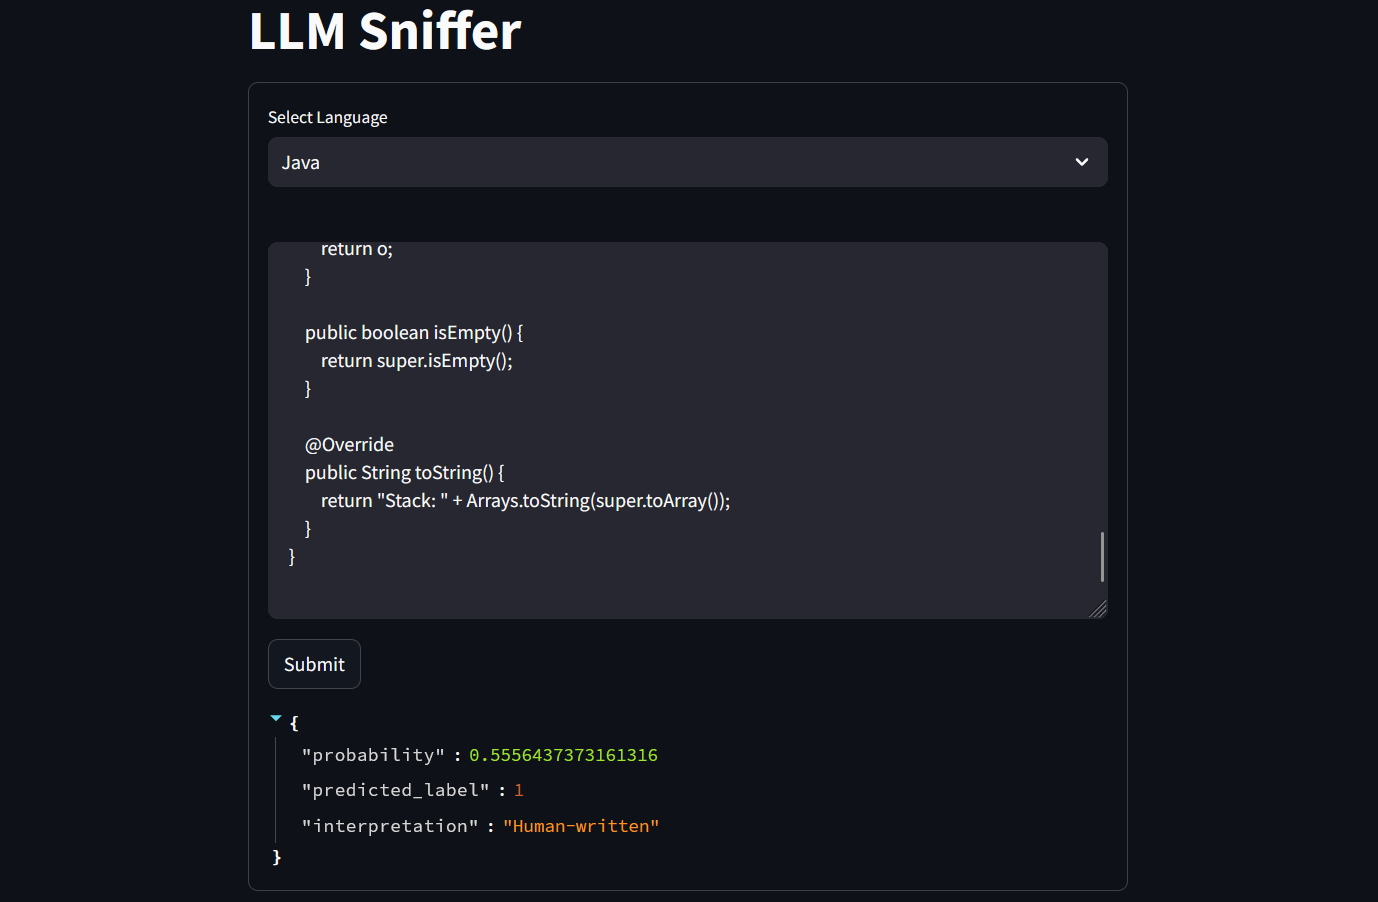 LLM Sniffer
Select Language
Java
return o;
}
public boolean isEmpty() {
return super.isEmpty();
}
@Override
public String toString() {
return "Stack: " + Arrays.toString(super.toArray());
}
}
Submit
{
"probability" : 0.5556437373161316
"predicted_label" : 1
"interpretation" : "Human-written"
}